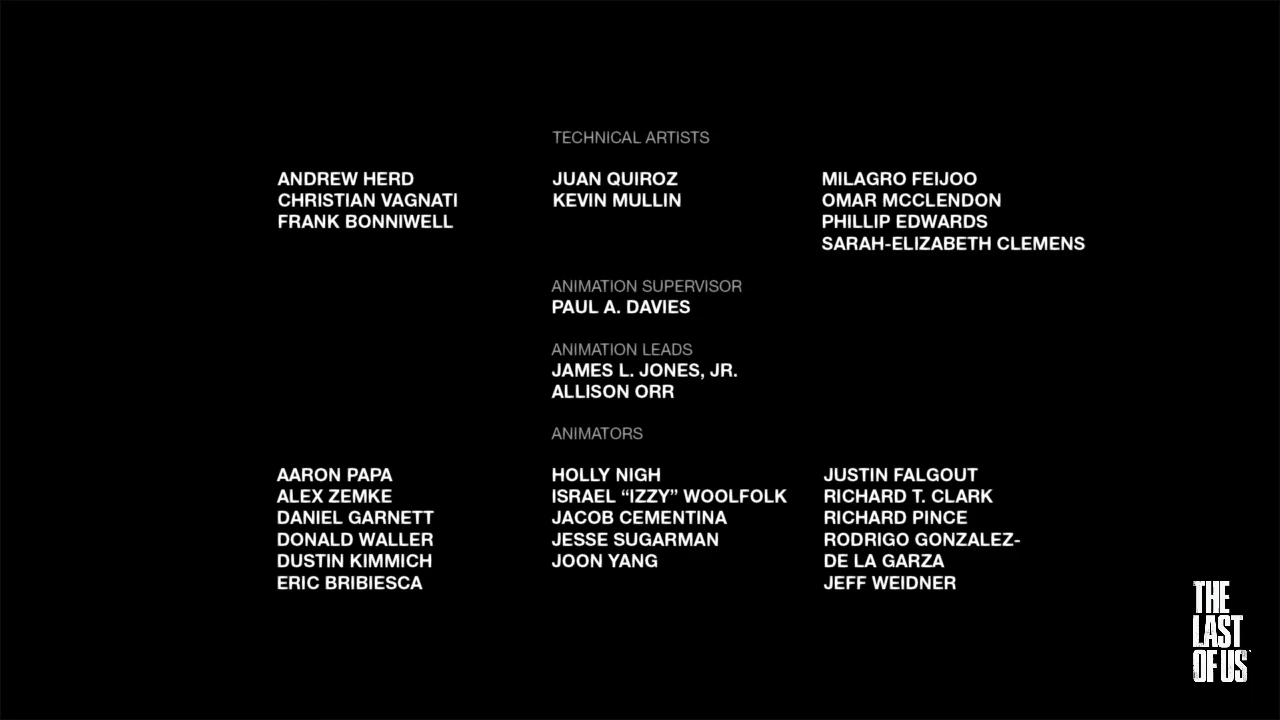 TECHNICAL ARTISTS
ANDREW HERD
CHRISTIAN VAGNATI
FRANK BONNIWELL
JUAN QUIROZ
KEVIN MULLIN
MILAGRO FEIJOO
OMAR MCCLENDON
PHILLIP EDWARDS
SARAH-ELIZABETH CLEMENS
ANIMATION SUPERVISOR
PAUL A. DAVIES
ANIMATION LEADS
JAMES L. JONES, JR.
ALLISON ORR
ANIMATORS
AARON PAPA
ALEX ZEMKE
DANIEL GARNETT
DONALD WALLER
DUSTIN KIMMICH
ERIC BRIBIESCA
HOLLY NIGH
ISRAEL “IZZY” WOOLFOLK
JACOB CEMENTINA
JESSE SUGARMAN
JOON YANG
JUSTIN FALGOUT
RICHARD T. CLARK
RICHARD PINCE
RODRIGO GONZALEZ-
DE LA GARZA
JEFF WEIDNER
THE
LAST
OF US